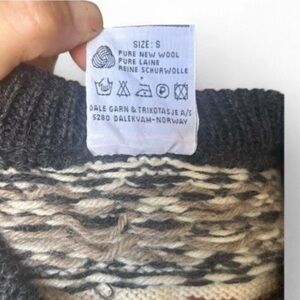 SIZE: S
PURE NEW WOOL
PURE LAINE
REINE SCHURWOLLE
DALE GARN & TRIKOTASJE A/S
5280 DALEKVAM-NORWAY